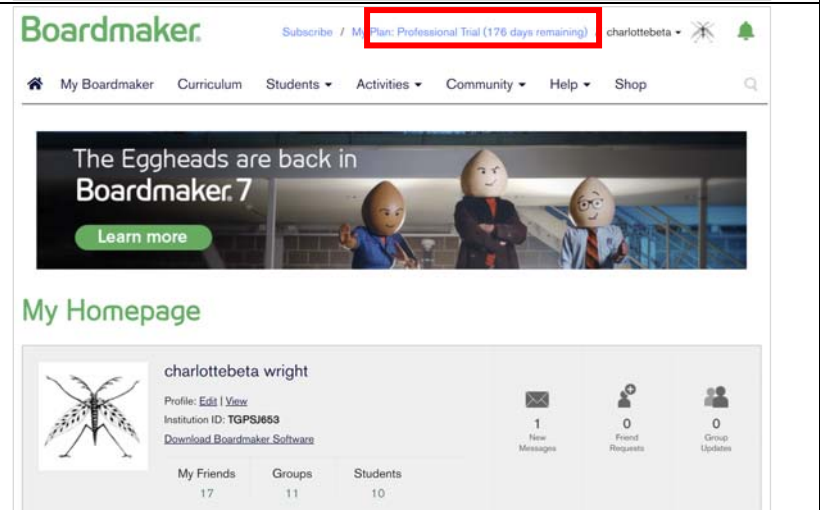 Boardmaker.
Subscribe / My Plan: Professional Trial (176 days remaining) / charlottebeta
My Boardmaker Curriculum Students Activities Community Help Shop
The Eggheads are back in
Boardmaker. 7
Learn more
My Homepage
charlottebeta wright
Profile: Edit | View
Institution ID: TGPSJ653
Download Boardmaker Software
My Friends Groups Students
17 11 10
1
New
Messages
0
Friend
Requests
0
Group
Updates